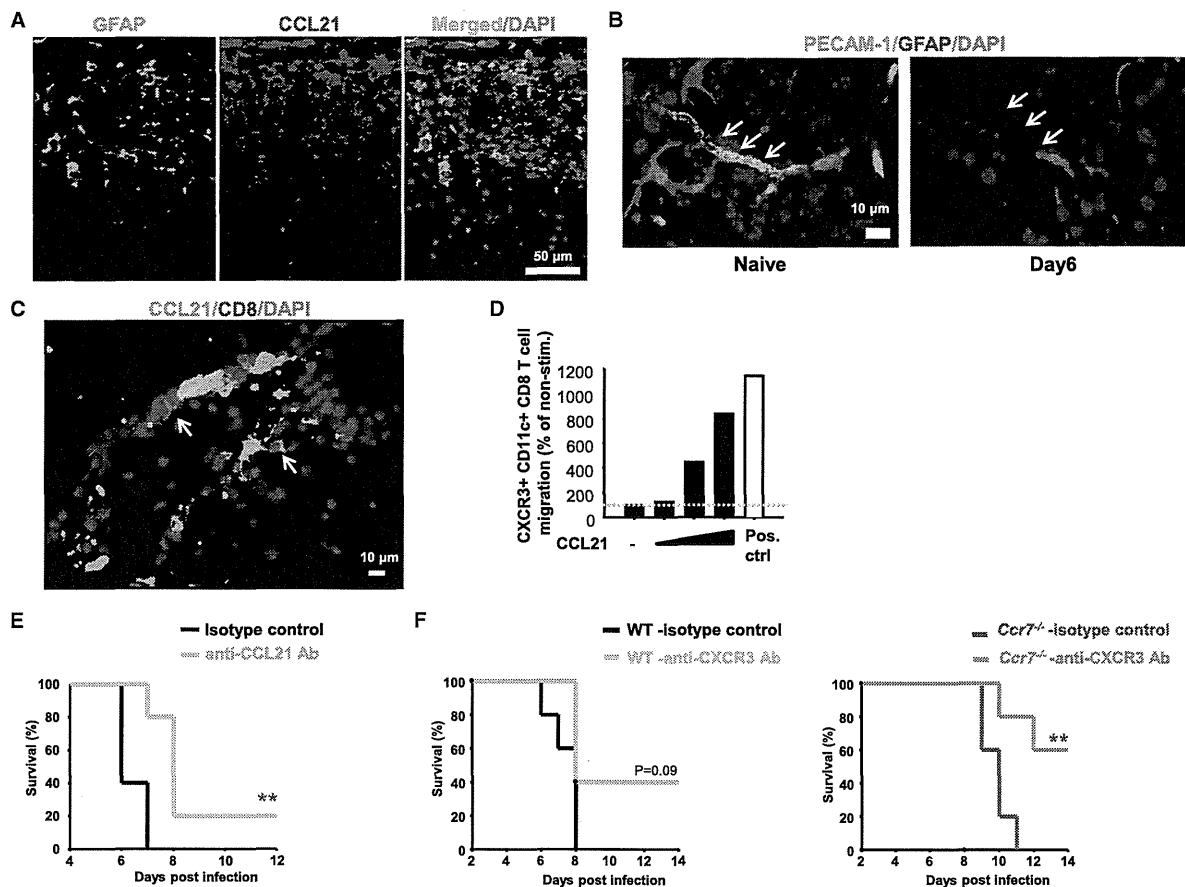 A
GFAP
CCL21
Merged/DAPI
50 µm
B
PECAM-1/GFAP/DAPI
10 µm
Naive
Day6
C
CCL21/CD8/DAPI
10 µm
D
CXCR3+ CD11c+ CD8 T cell
migration (% of non-stim.)
1200
1000
800
600
400
200
0
CCL21
-
Pos.
ctrl
E
Isotype control
anti-CCL21 Ab
Survival (%)
100
80
60
40
20
0
**
4 6 8 10 12
Days post infection
F
WT -isotype control
WT -anti-CXCR3 Ab
Survival (%)
100
80
60
40
20
0
P=0.09
2 4 6 8 10 12 14
Days post infection
Ccr7-/- -isotype control
Ccr7-/- -anti-CXCR3 Ab
Survival (%)
100
80
60
40
20
0
**
2 4 6 8 10 12 14
Days post infection